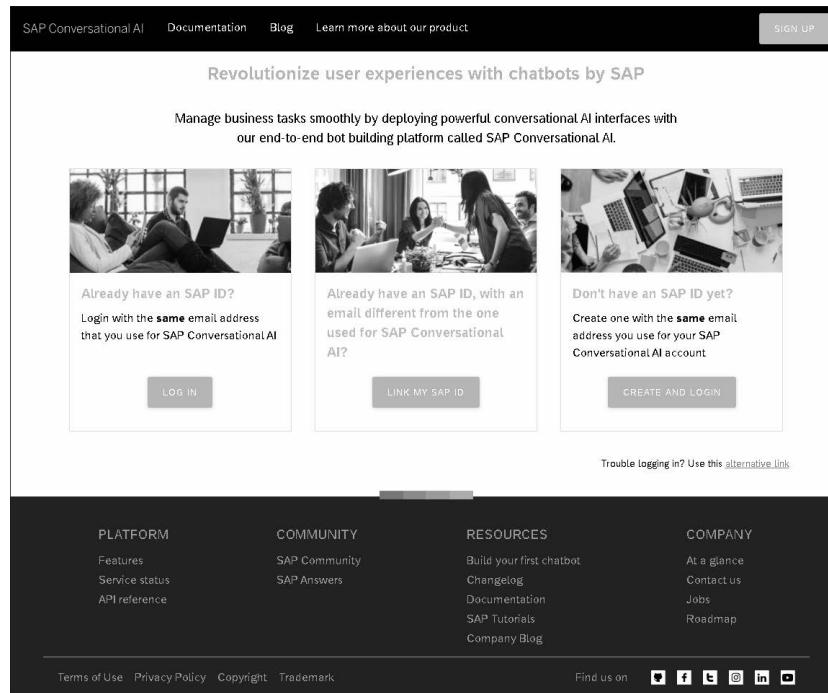 SAP Conversational AI Documentation Blog Learn more about our product SIGN UP
Revolutionize user experiences with chatbots by SAP
Manage business tasks smoothly by deploying powerful conversational AI interfaces with
our end-to-end bot building platform called SAP Conversational AI.
Already have an SAP ID?
Login with the same email address
that you use for SAP Conversational AI
LOG IN
Already have an SAP ID, with an
email different from the one
used for SAP Conversational
AI?
LINK MY SAP ID
Don't have an SAP ID yet?
Create one with the same email
address you use for your SAP
Conversational AI account
CREATE AND LOGIN
Trouble logging in? Use this alternative link
PLATFORM
Features
Service status
API reference
COMMUNITY
SAP Community
SAP Answers
RESOURCES
Build your first chatbot
Changelog
Documentation
SAP Tutorials
Company Blog
COMPANY
At a glance
Contact us
Jobs
Roadmap
Terms of Use Privacy Policy Copyright Trademark Find us on